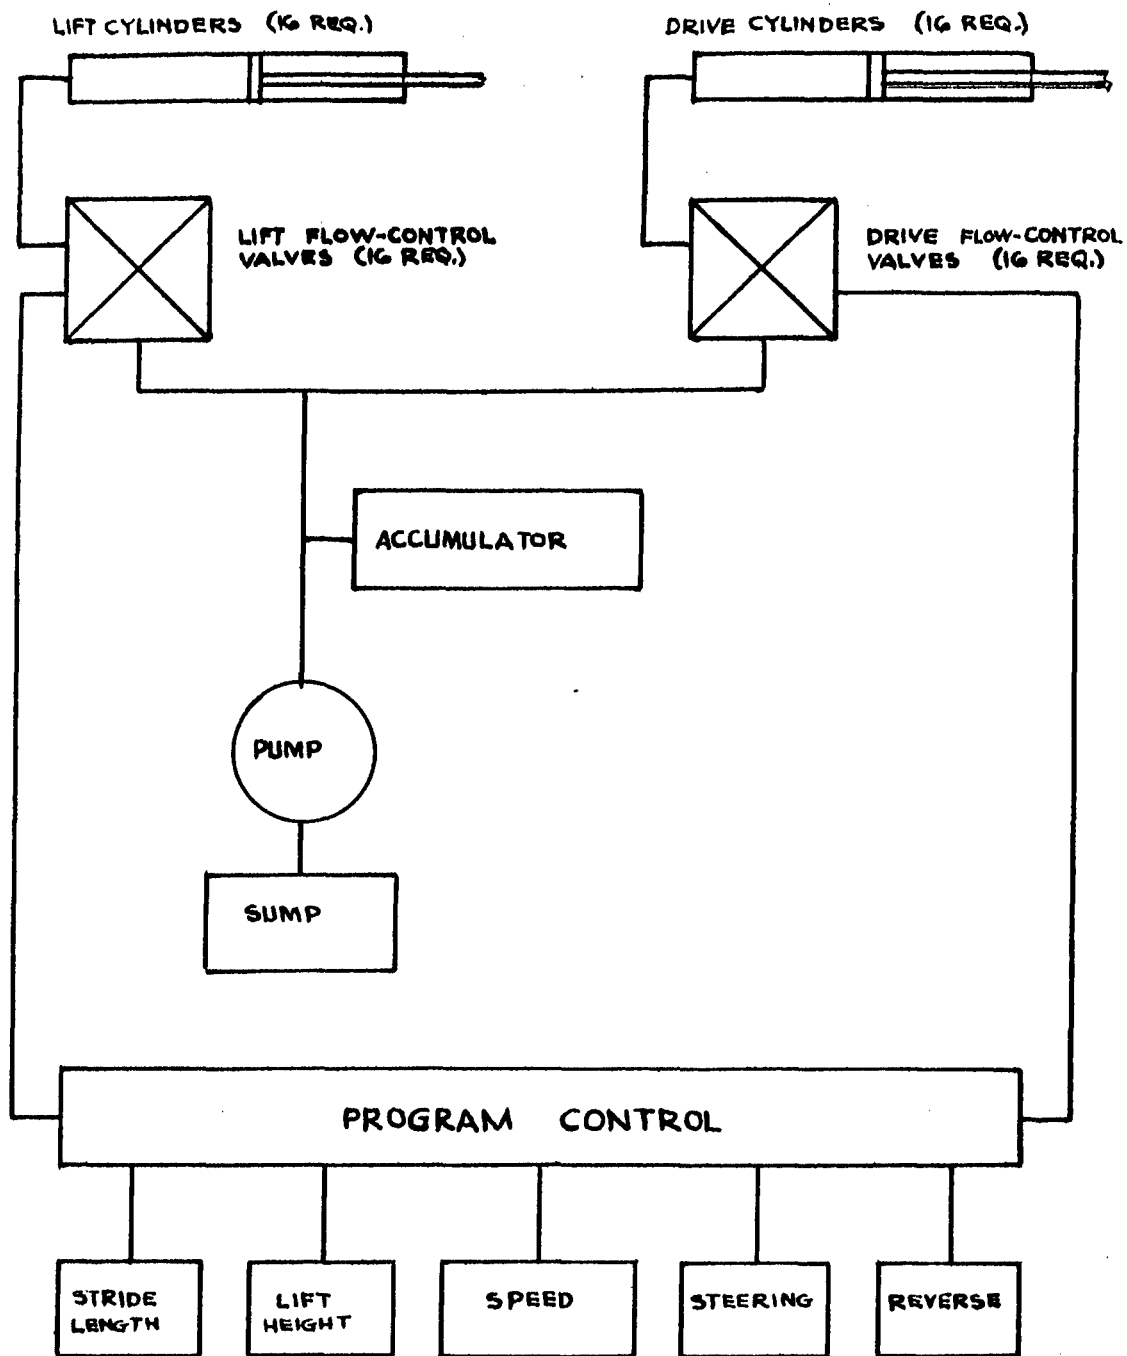 LIFT CYLINDERS (16 REQ.)
DRIVE CYLINDERS (16 REQ.)
LIFT FLOW-CONTROL
VALVES (16 REQ.)
DRIVE FLOW-CONTROL
VALVES (16 REQ.)
ACCUMULATOR
PUMP
SUMP
PROGRAM CONTROL
STRIDE
LENGTH
LIFT
HEIGHT
SPEED
STEERING
REVERSE